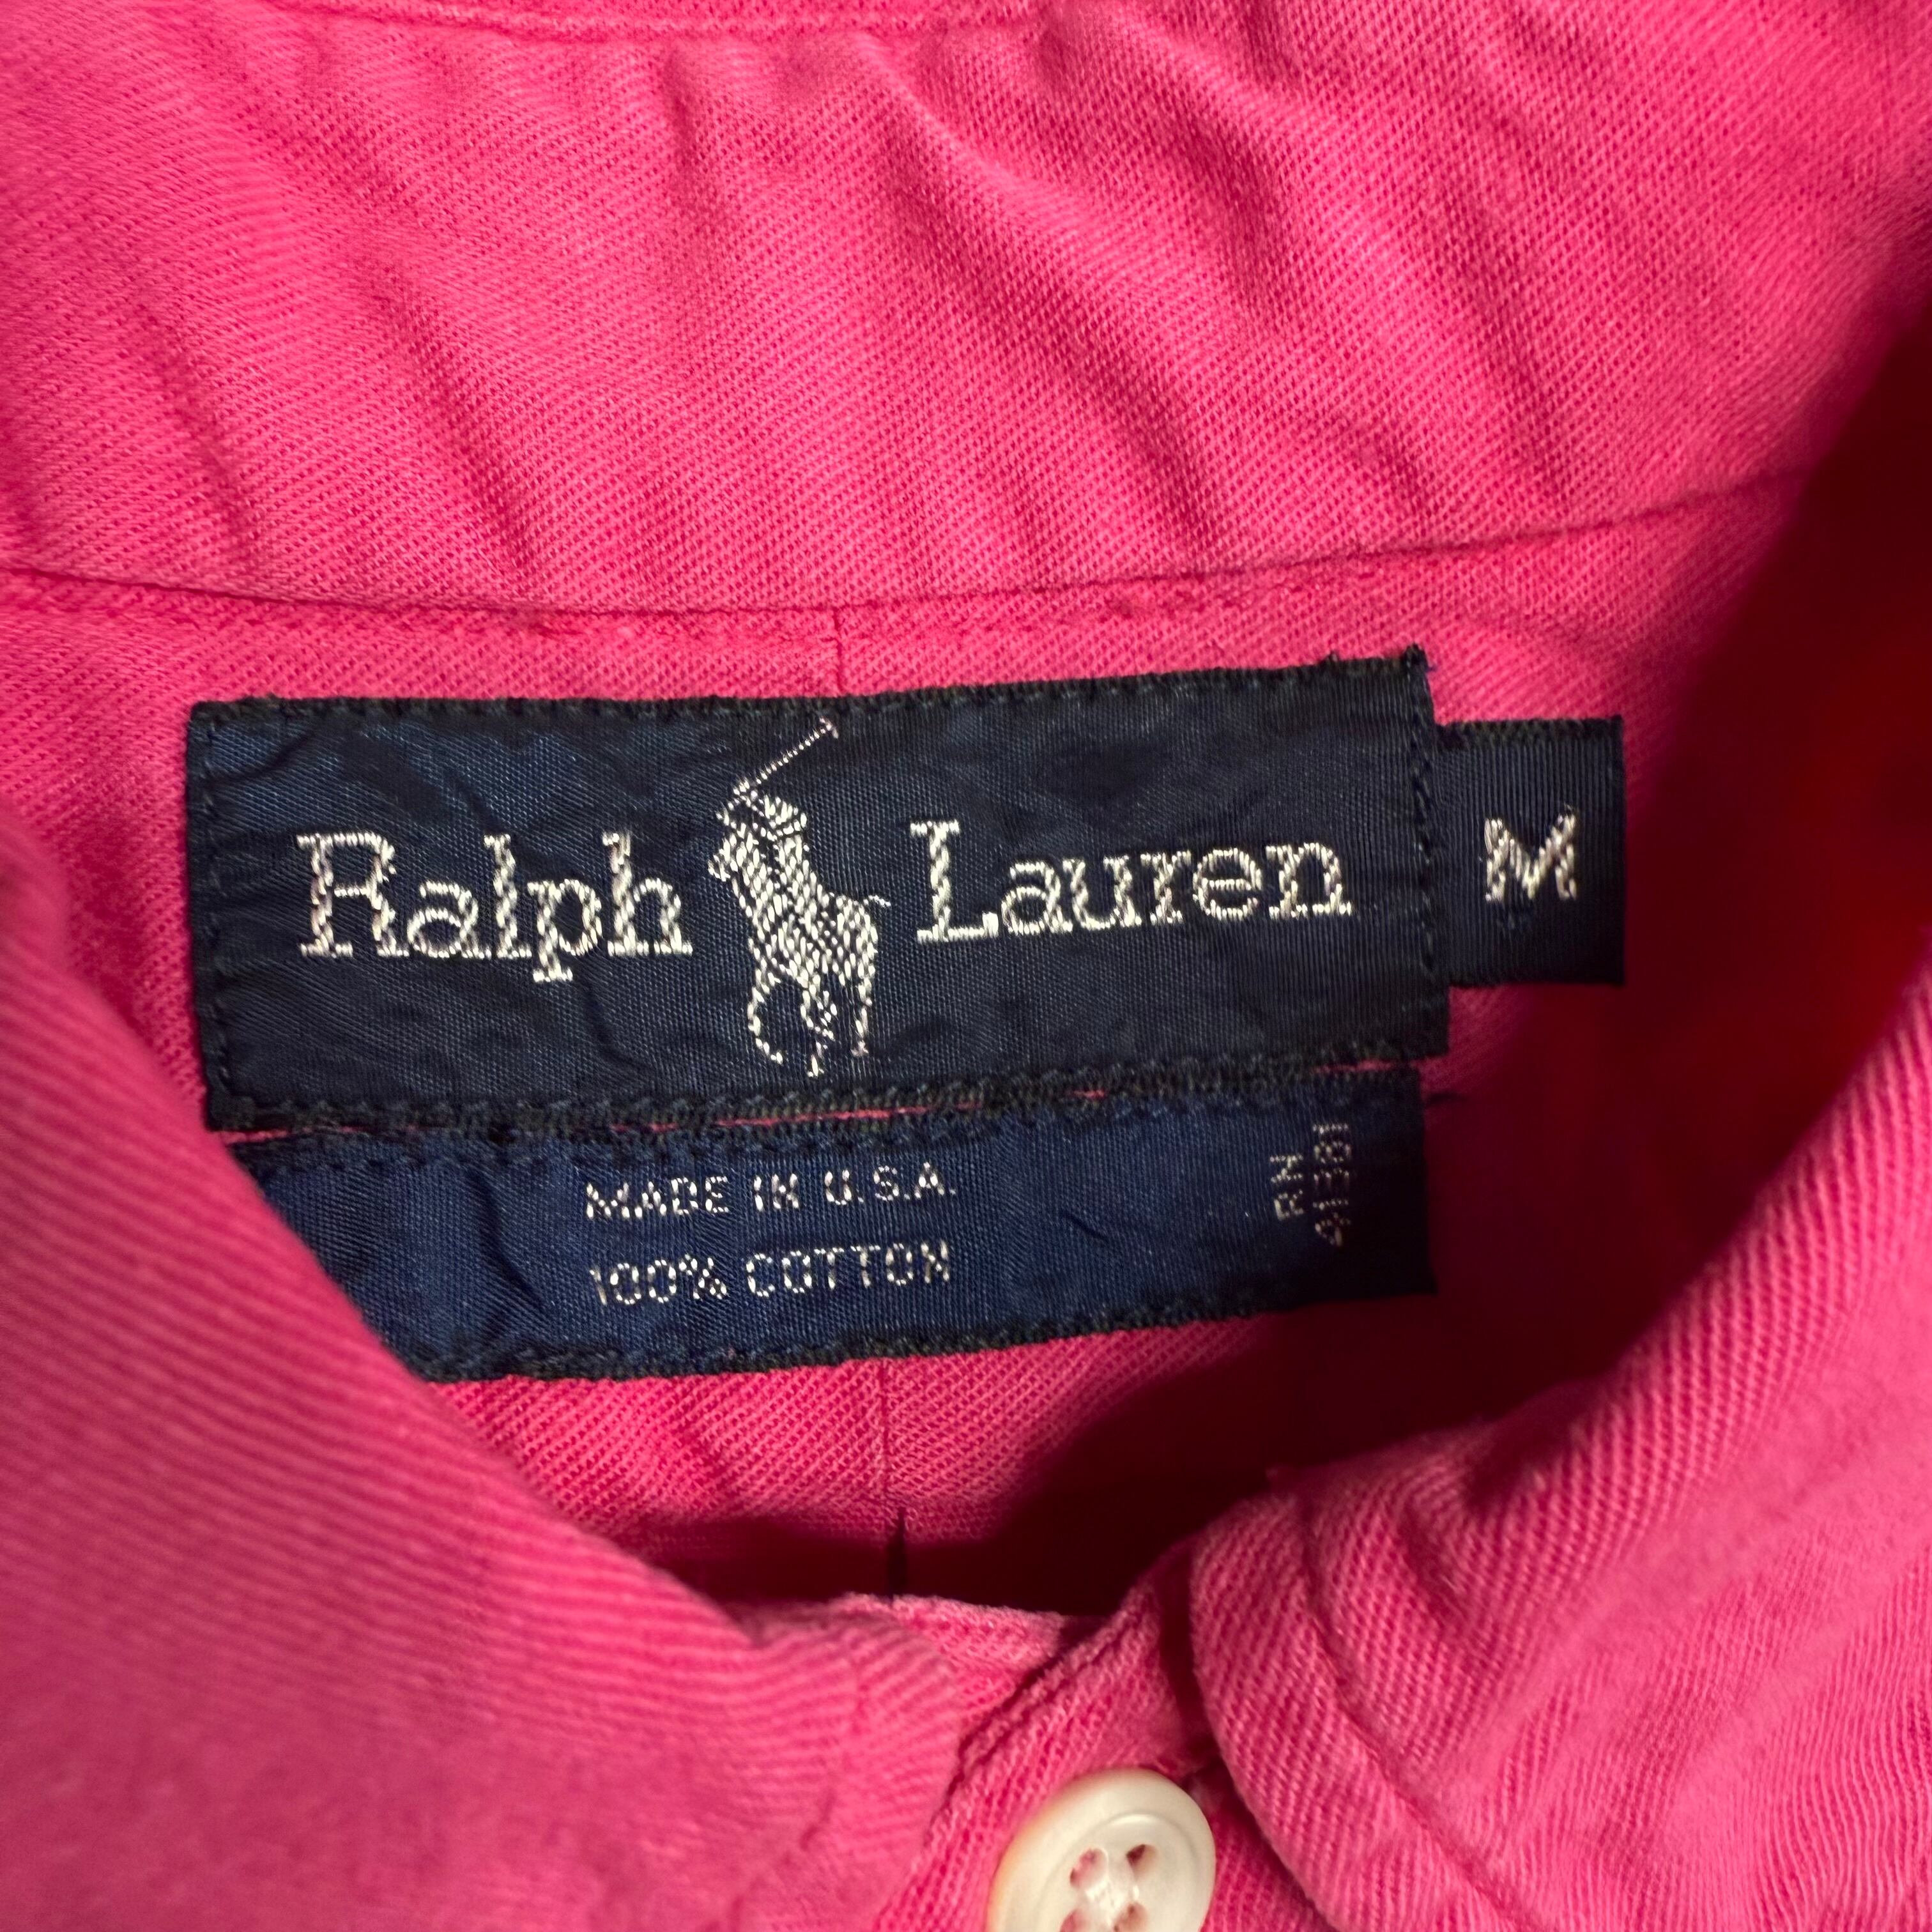 Ralph Lauren
M
MADE IN U.S.A.
100% COTTON
RN
41381